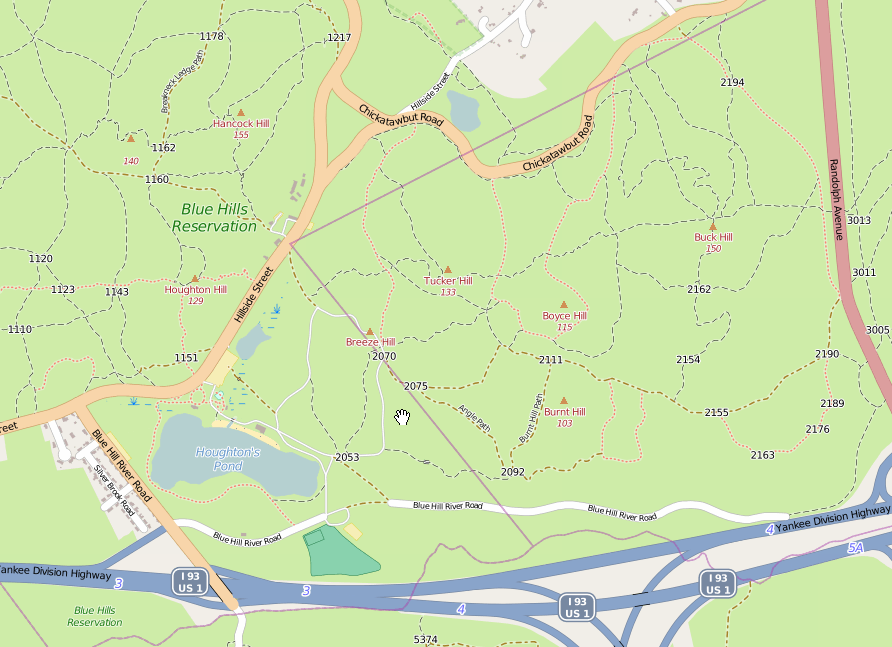 1178
1217
Breakneck Ledge Path
Hillside Street
2194
Hancock Hill
155
Chickatawbut Road
Chickatawbut Road
140
1162
1160
Randolph Avenue
Blue Hills
Reservation
3013
Buck Hill
150
1120
3011
Tucker Hill
133
Houghton Hill
129
1123
1143
2162
Hillside Street
Boyce Hill
115
1110
3005
Breeze Hill
2070
1151
2111
2154
2190
2075
2189
Angle Path
Burnt Hill Path
Burnt Hill
103
2155
reet
2176
Blue Hill River Road
Houghton's
Pond
2053
2163
2092
Silver Brook Road
Blue Hill River Road
Blue Hill River Road
Blue Hill River Road
4
Yankee Division Highway
5A
ankee Division Highway
3
I 93
US 1
3
4
I 93
US 1
I 93
US 1
Blue Hills
Reservation
5374